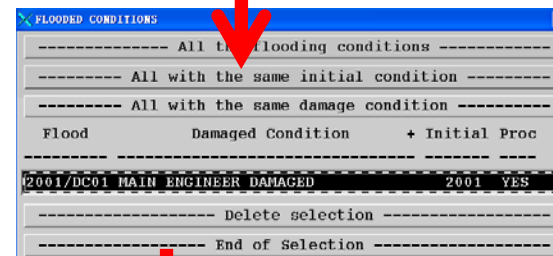 FLOODED CONDITIONS
-------------- All the flooding conditions -----------
--------- All with the same initial condition --------
--------- All with the same damage condition ---------
Flood Damaged Condition + Initial Proc
--------- --------------------------------- ------- ----
2001/DC01 MAIN ENGINEER DAMAGED 2001 YES
------------------- Delete selection -----------------
------------------ End of Selection ------------------